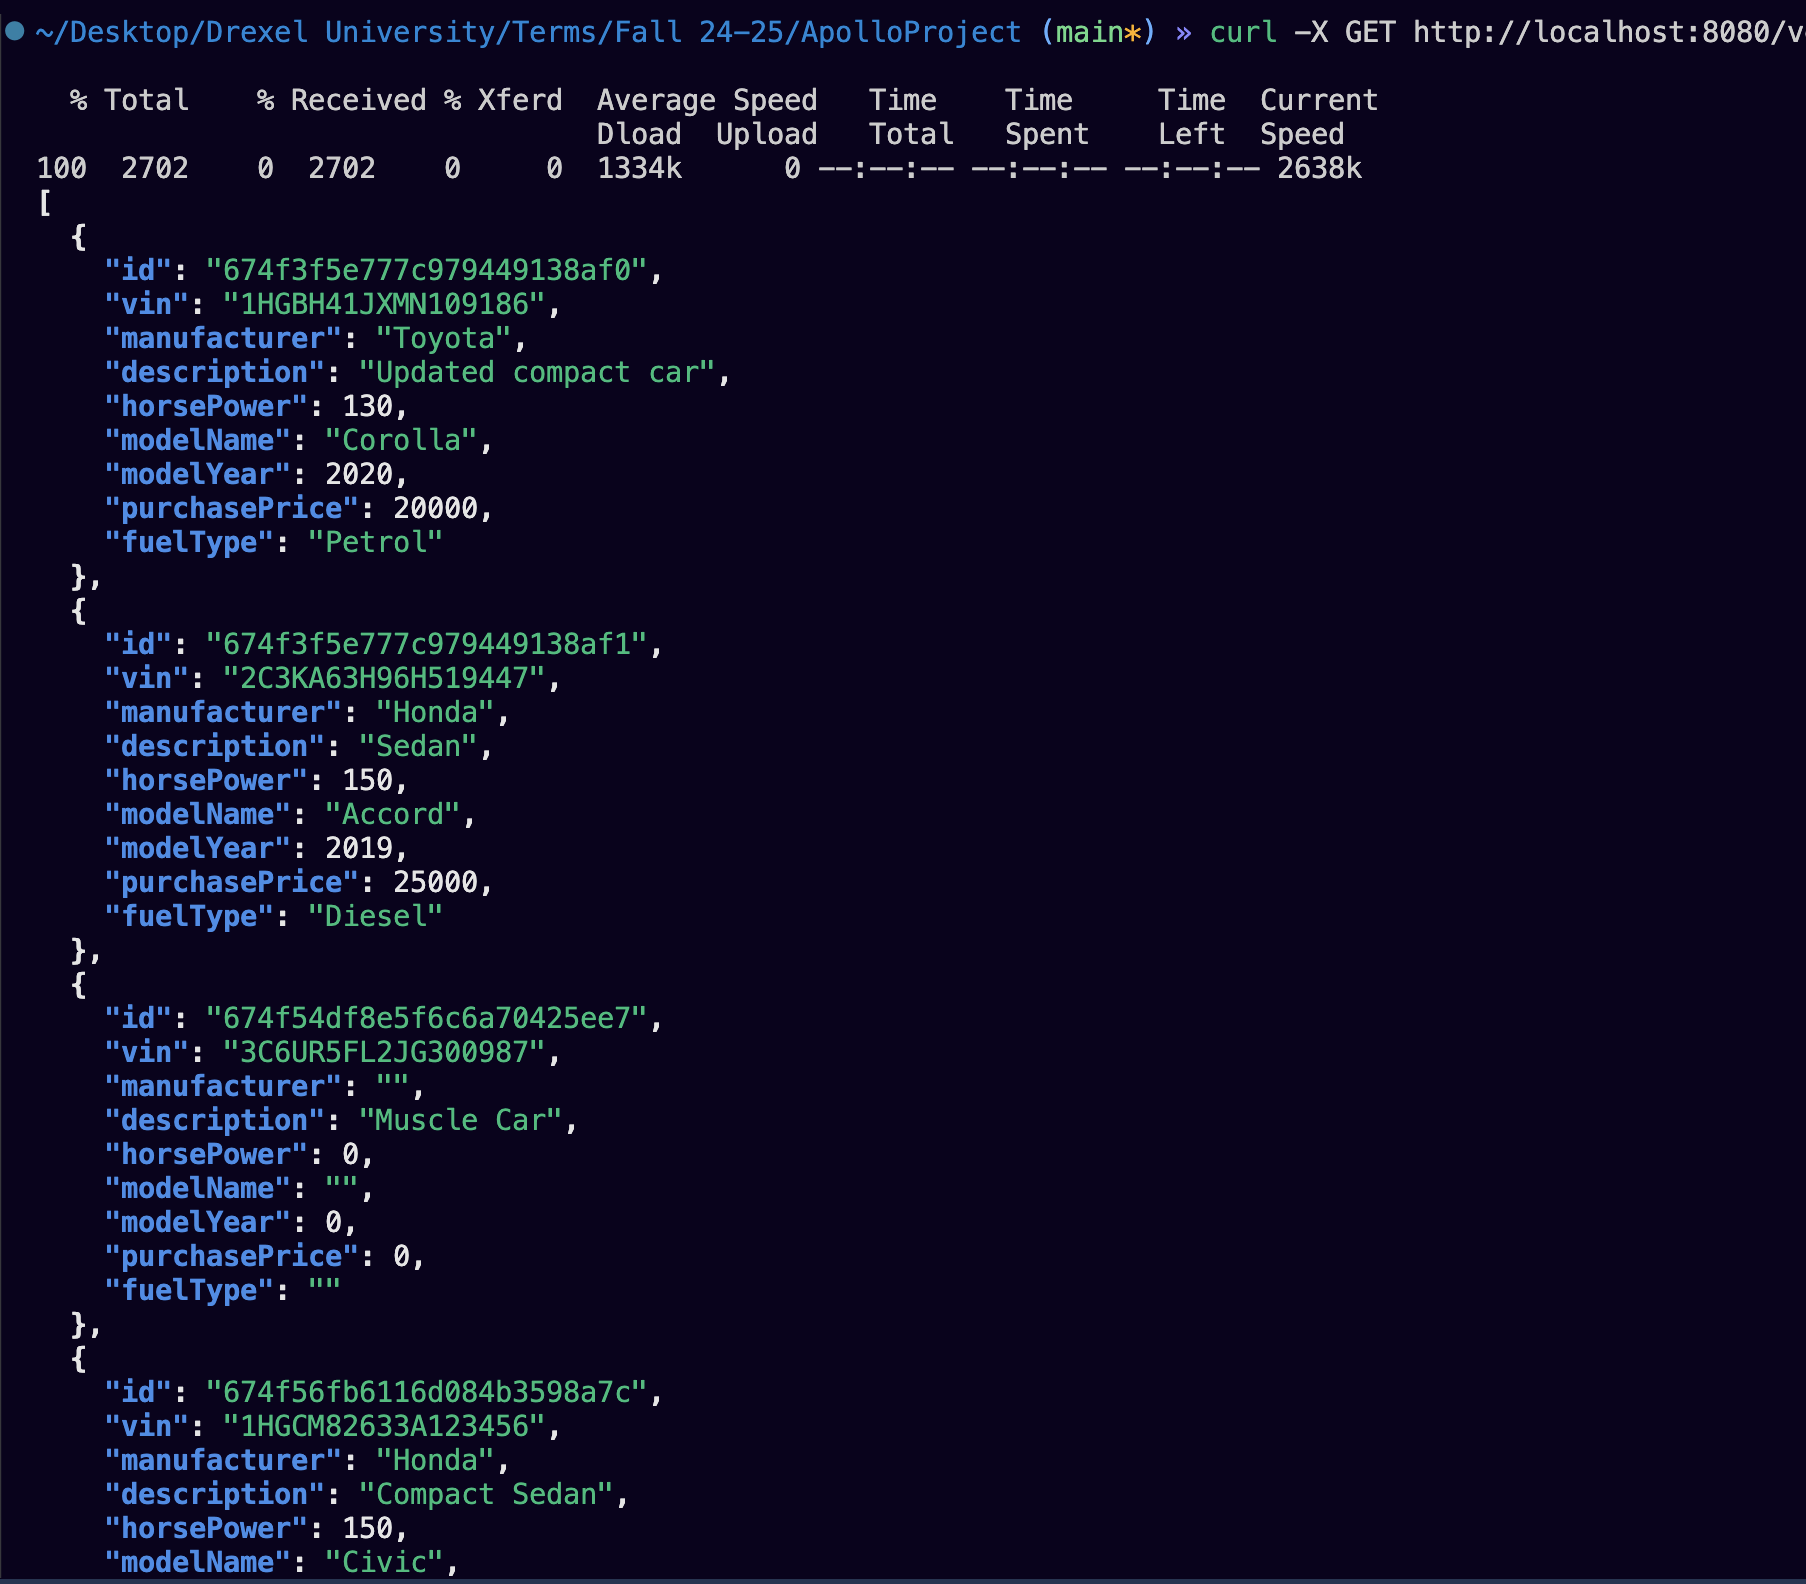 ~/Desktop/Drexel University/Terms/Fall 24-25/ApolloProject (main*) » curl -X GET http://localhost:8080/v
% Total % Received % Xferd Average Speed Time Time Time Current
Dload Upload Total Spent Left Speed
100 2702 0 2702 0 0 1334k 0 --:--:-- --:--:-- --:--:-- 2638k
[
{
"id": "674f3f5e777c979449138af0",
"vin": "1HGBH41JXMN109186",
"manufacturer": "Toyota",
"description": "Updated compact car",
"horsePower": 130,
"modelName": "Corolla",
"modelYear": 2020,
"purchasePrice": 20000,
"fuelType": "Petrol"
},
{
"id": "674f3f5e777c979449138af1",
"vin": "2C3KA63H96H519447",
"manufacturer": "Honda",
"description": "Sedan",
"horsePower": 150,
"modelName": "Accord",
"modelYear": 2019,
"purchasePrice": 25000,
"fuelType": "Diesel"
},
{
"id": "674f54df8e5f6c6a70425ee7",
"vin": "3C6UR5FL2JG300987",
"manufacturer": "",
"description": "Muscle Car",
"horsePower": 0,
"modelName": "",
"modelYear": 0,
"purchasePrice": 0,
"fuelType": ""
},
{
"id": "674f56fb6116d084b3598a7c",
"vin": "1HGCM82633A123456",
"manufacturer": "Honda",
"description": "Compact Sedan",
"horsePower": 150,
"modelName": "Civic",